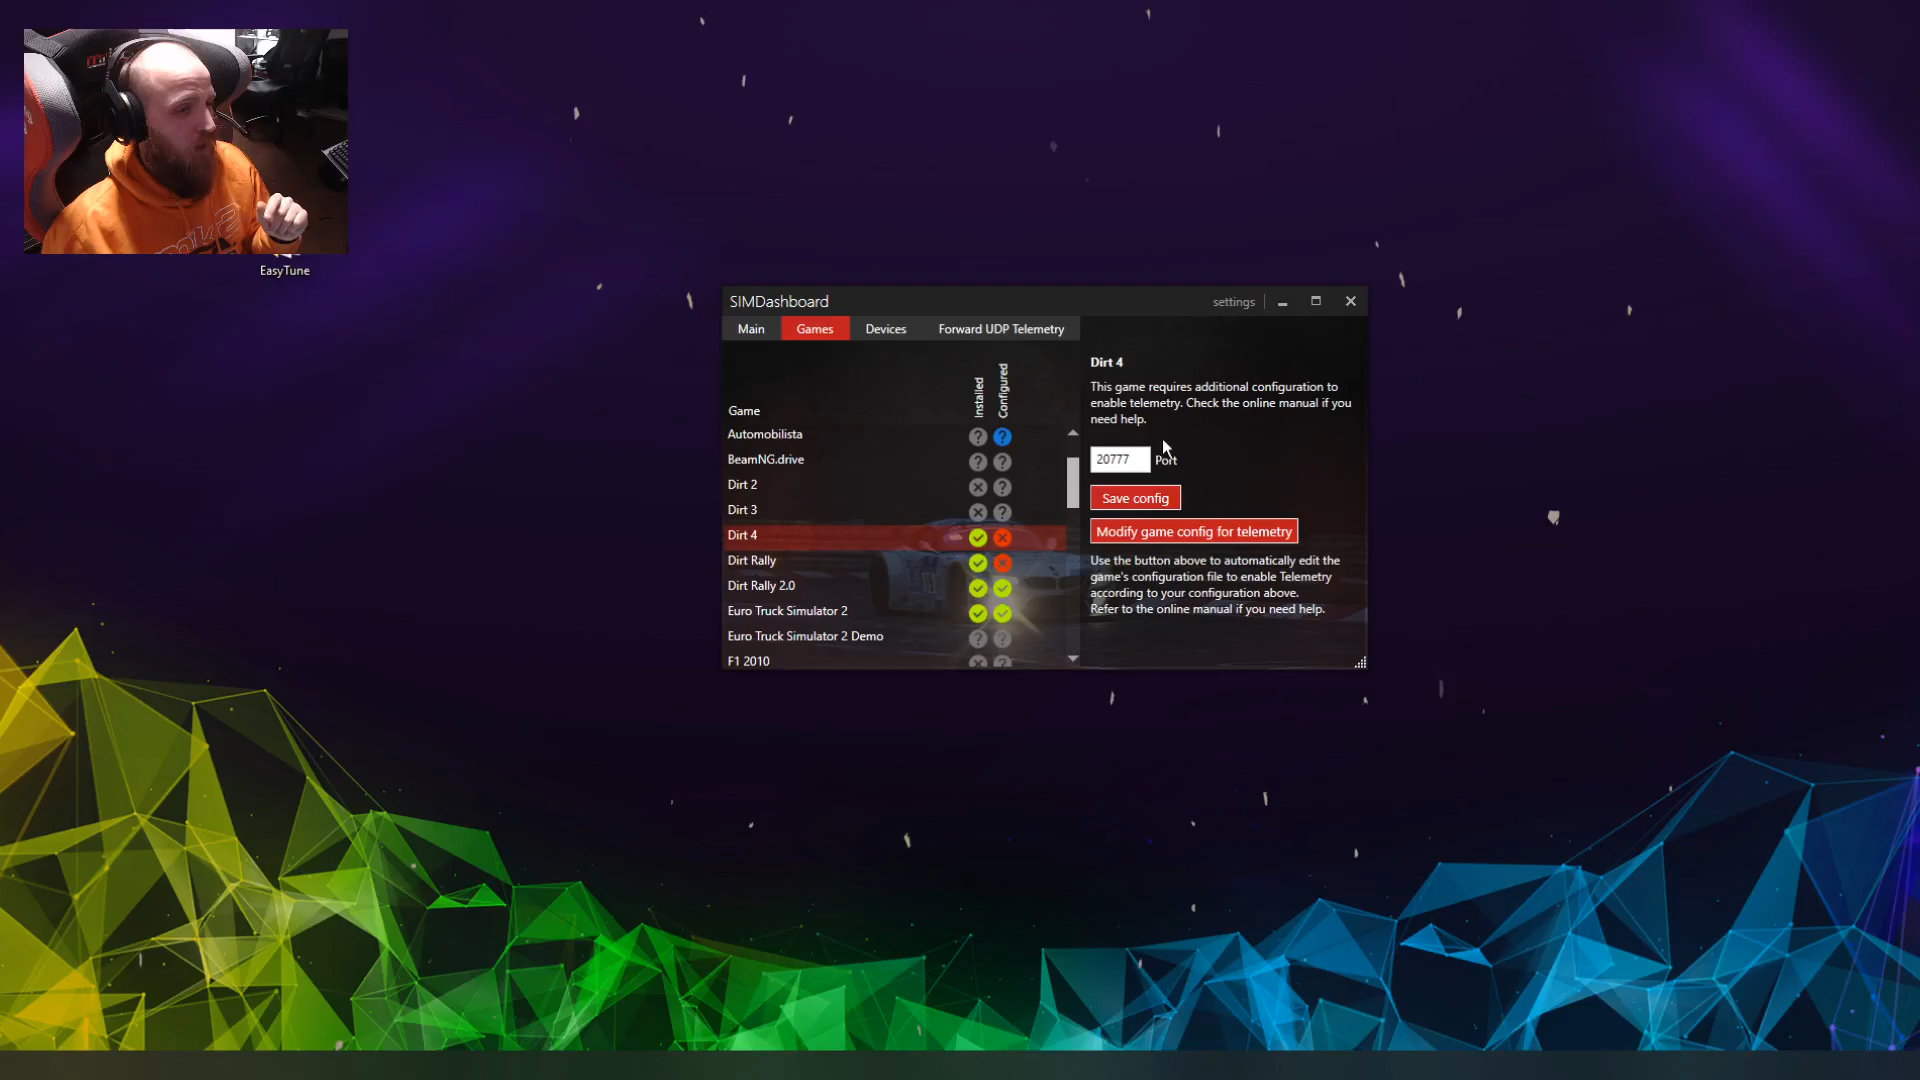 EasyTune
SIMDashboard
settings
Main
Games
Devices
Forward UDP Telemetry
Game
Installed
Configured
Automobilista
BeamNG.drive
Dirt 2
Dirt 3
Dirt 4
Dirt Rally
Dirt Rally 2.0
Euro Truck Simulator 2
Euro Truck Simulator 2 Demo
F1 2010
Dirt 4
This game requires additional configuration to
enable telemetry. Check the online manual if you
need help.
20777
Port
Save config
Modify game config for telemetry
Use the button above to automatically edit the
game's configuration file to enable Telemetry
according to your configuration above.
Refer to the online manual if you need help.